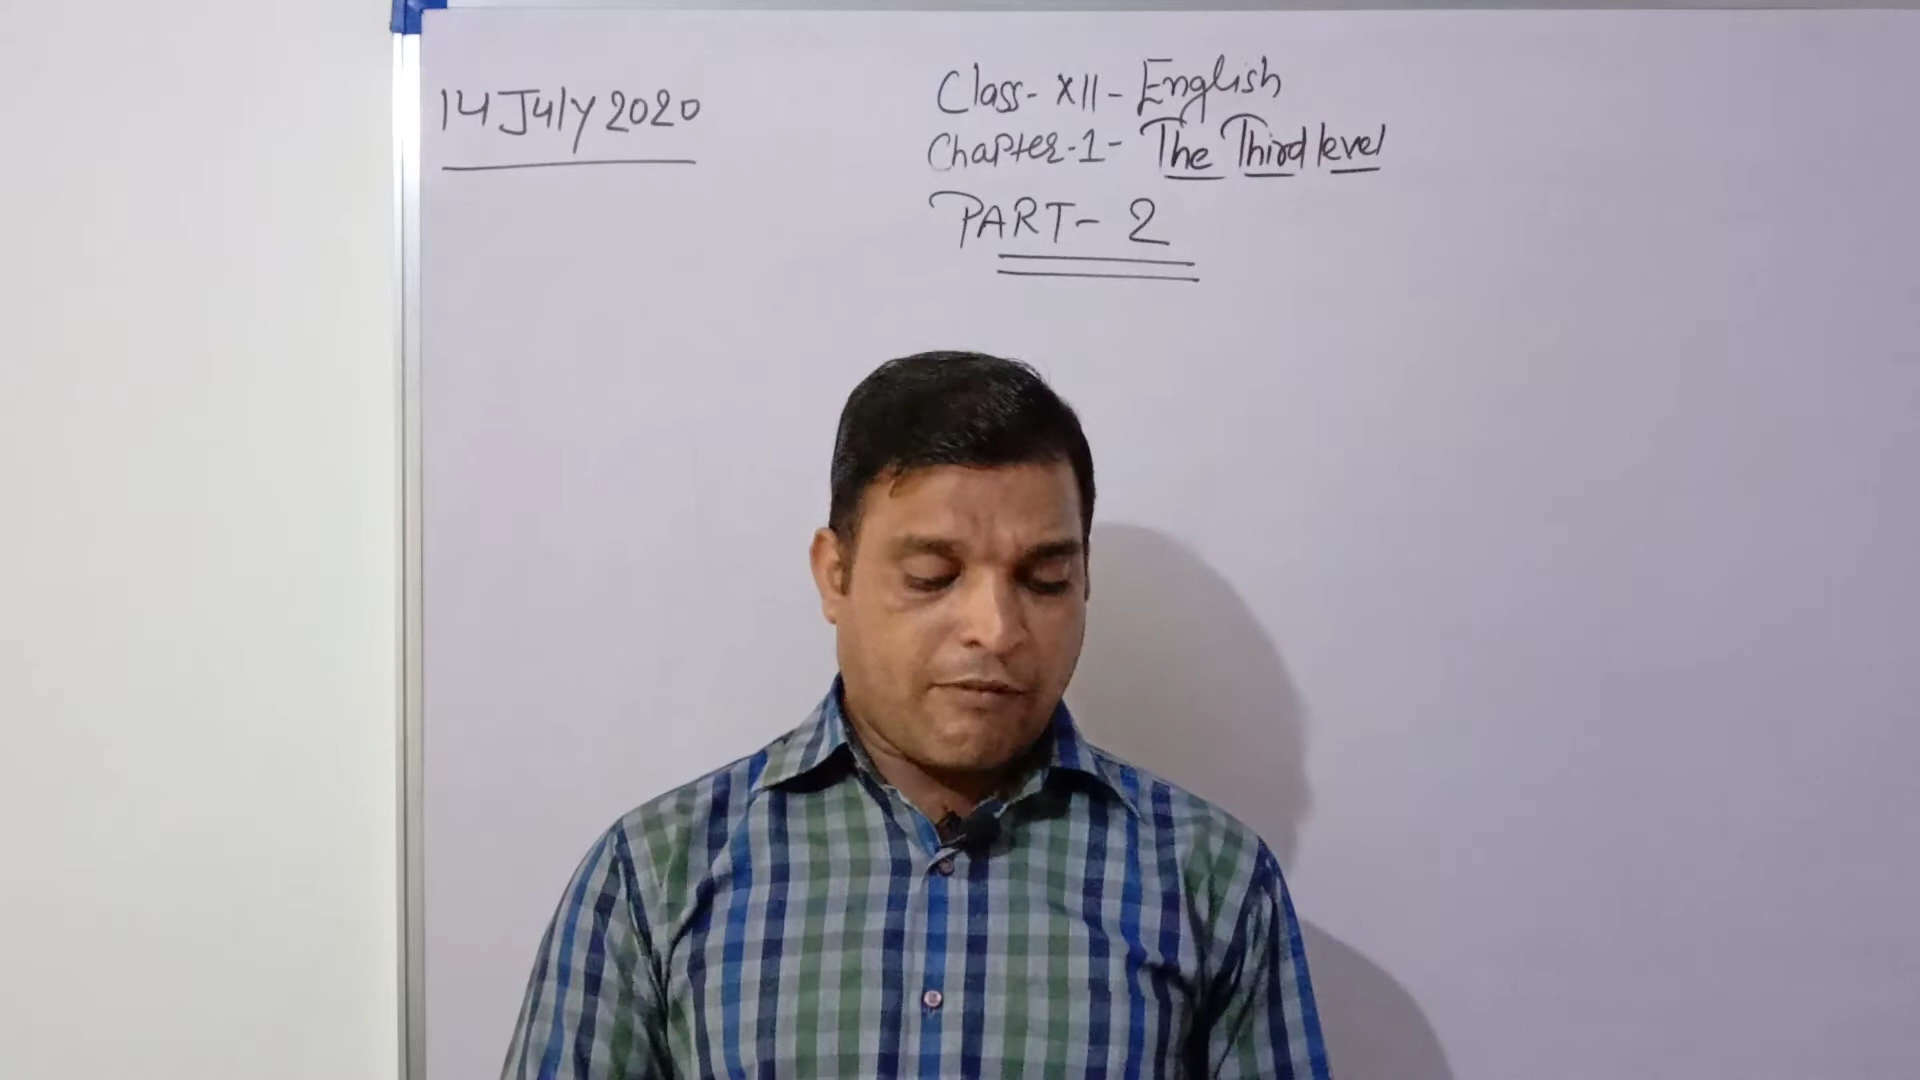 14 July 2020
Class- XII - English
Chapter-1- The Third level
PART- 2